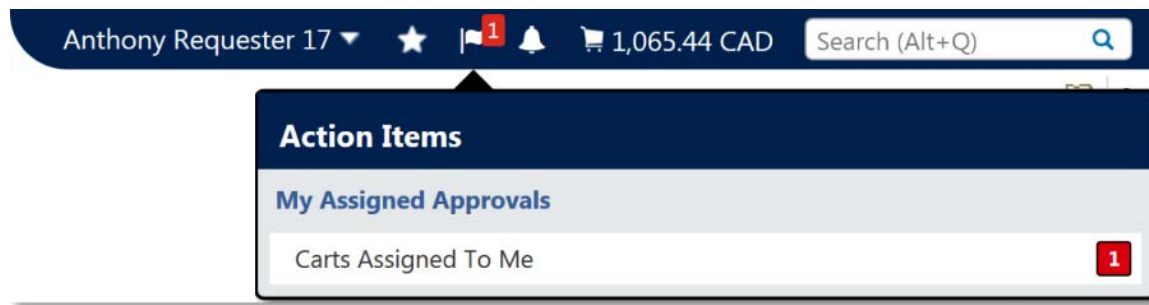 Anthony Requester 17 1 1,065.44 CAD Search (Alt+Q)
Action Items
My Assigned Approvals
Carts Assigned To Me 1